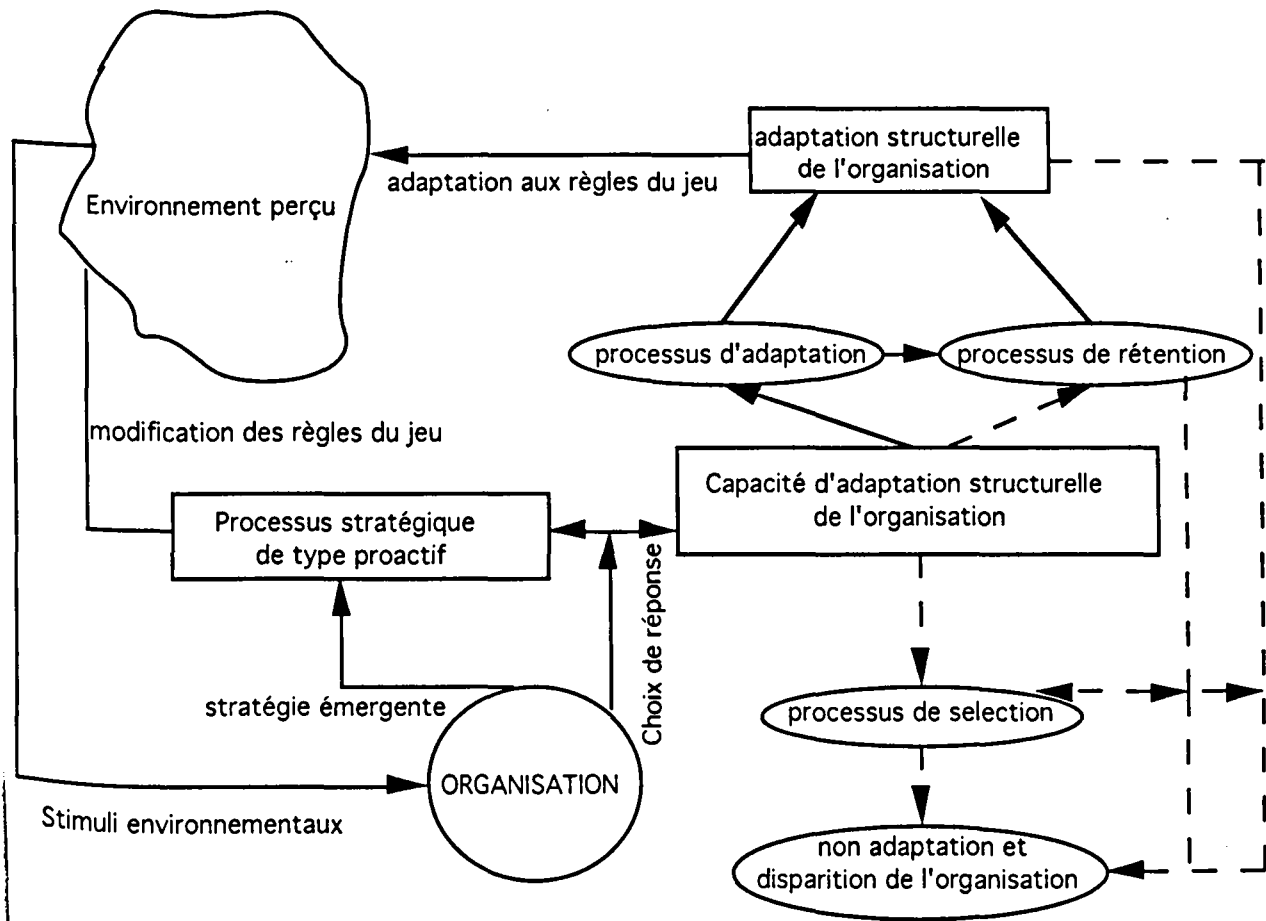 adaptation structurelle
de l'organisation
adaptation aux règles du jeu
Environnement perçu
processus d'adaptation
processus de rétention
modification des règles du jeu
Capacité d'adaptation structurelle
de l'organisation
Processus stratégique
de type proactif
Choix de réponse
stratégie émergente
processus de selection
ORGANISATION
Stimuli environnementaux
non adaptation et
disparition de l'organisation